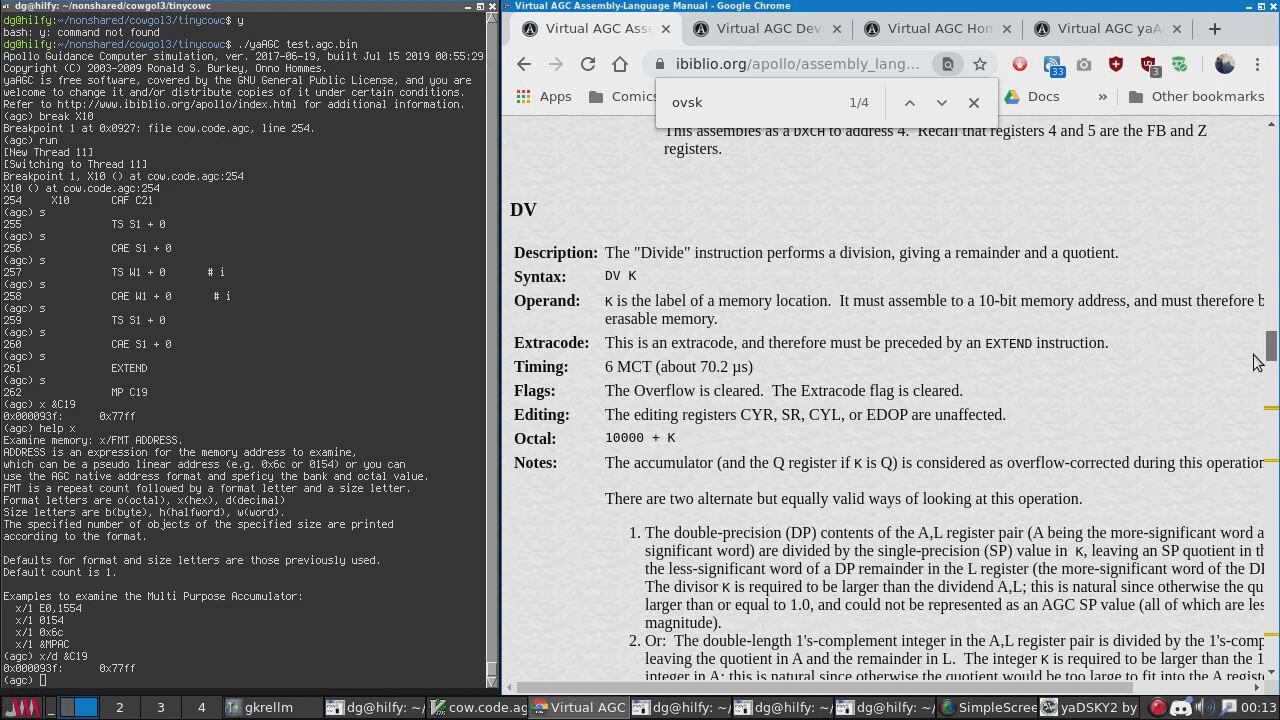 dg@hilfy: /nonshared/cowgol3/tinycowc
dg@hilfy:~/nonshared/cowgol3/tinycowc$ y
bash: y: command not found
dg@hilfy:~/nonshared/cowgol3/tinycowc$ ./yaAGC test.agc.bin
Apollo Guidance Computer simulation, ver. 2017-06-19, built Jul 15 2019 00:55:29
Copyright (C) 2003-2009 Ronald S. Burkey, Onno Hommes.
yaAGC is free software, covered by the GNU General Public License, and you are
welcome to change it and/or distribute copies of it under certain conditions.
Refer to http://www.ibiblio.org/apollo/index.html for additional information.
(agc) break X10
Breakpoint 1 at 0x0927: file cow.code.agc, line 254.
(agc) run
[New Thread 11]
[Switching to Thread 11]
Breakpoint 1, X10 () at cow.code.agc:254
X10 () at cow.code.agc:254
254 X10 CAF C21
(agc) s
255 TS S1 + 0
(agc) s
256 CAE S1 + 0
(agc) s
257 TS W1 + 0 # i
(agc) s
258 CAE W1 + 0 # i
(agc) s
259 TS S1 + 0
(agc) s
260 CAE S1 + 0
(agc) s
261 EXTEND
(agc) s
262 MP C19
(agc) x &C19
0x0000093f: 0x77ff
(agc) help x
Examine memory: x/FMT ADDRESS.
ADDRESS is an expression for the memory address to examine,
which can be a pseudo linear address (e.g. 0x6c or 0154) or you can
use the AGC native address format and speficy the bank and octal value.
FMT is a repeat count followed by a format letter and a size letter.
Format letters are o(octal), x(hex), d(decimal)
Size letters are b(byte), h(halfword), w(word).
The specified number of objects of the specified size are printed
according to the format.
Defaults for format and size letters are those previously used.
Default count is 1.
Examples to examine the Multi Purpose Accumulator:
x/1 E0,1554
x/1 0154
x/1 0x6c
x/1 &MPAC
(agc) x/d &C19
0x0000093f: 0x77ff
(agc)
Virtual AGC Assembly-Language Manual - Google Chrome
Virtual AGC Asse
Virtual AGC Dev
Virtual AGC Hom
Virtual AGC yaA
ibiblio.org/apollo/assembly_lang...
33
3
Apps
Comics
Docs
»
Other bookmarks
ovsk
1/4
This assembles as a DXCH to address 4. Recall that registers 4 and 5 are the FB and Z
registers.
DV
Description: The "Divide" instruction performs a division, giving a remainder and a quotient.
Syntax: DV K
Operand: K is the label of a memory location. It must assemble to a 10-bit memory address, and must therefore b
erasable memory.
Extracode: This is an extracode, and therefore must be preceded by an EXTEND instruction.
Timing: 6 MCT (about 70.2 µs)
Flags: The Overflow is cleared. The Extracode flag is cleared.
Editing: The editing registers CYR, SR, CYL, or EDOP are unaffected.
Octal: 10000 + K
Notes: The accumulator (and the Q register if K is Q) is considered as overflow-corrected during this operation
There are two alternate but equally valid ways of looking at this operation.
1. The double-precision (DP) contents of the A,L register pair (A being the more-significant word a
significant word) are divided by the single-precision (SP) value in K, leaving an SP quotient in th
the less-significant word of a DP remainder in the L register (the more-significant word of the DI
The divisor K is required to be larger than the dividend A,L; this is natural since otherwise the qu
larger than or equal to 1.0, and could not be represented as an AGC SP value (all of which are les
magnitude).
2. Or: The double-length 1's-complement integer in the A,L register pair is divided by the 1's-comp
leaving the quotient in A and the remainder in L. The integer K is required to be larger than the 1
integer in A; this is natural since otherwise the quotient would be too large to fit into the A registe
2
3
4
gkrellm
dg@hilfy: ~/
cow.code.ag
Virtual AGC
dg@hilfy: ~/
dg@hilfy: ~/
dg@hilfy: ~/
SimpleScree
yaDSKY2 by
00:13